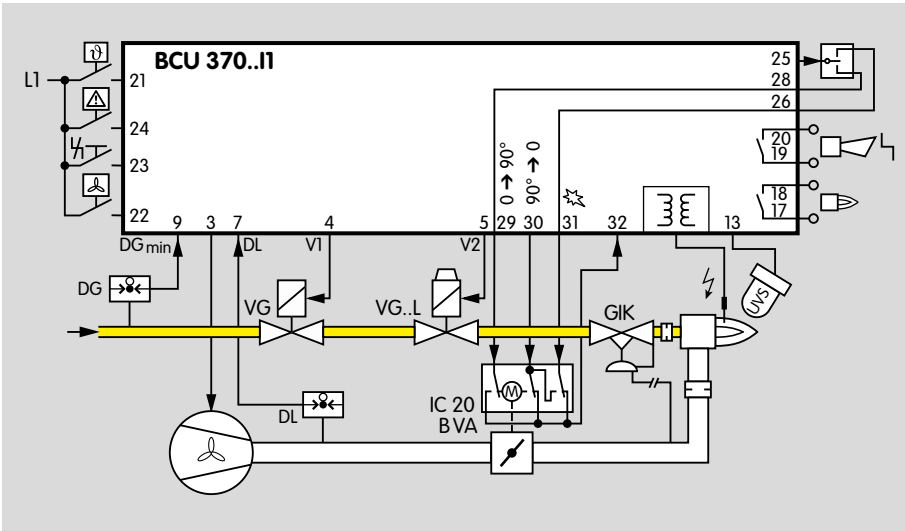 BCU 370..I1
L1
ϑ
21
24
23
22
25
28
26
20
19
18
17
0 ➔ 90°
90° ➔ 0
9 3 7 4 5 29 30 31 32 13
DG min DL V1 V2
DG
VG
VG..L
GIK
UVS
M
IC 20
BVA
DL